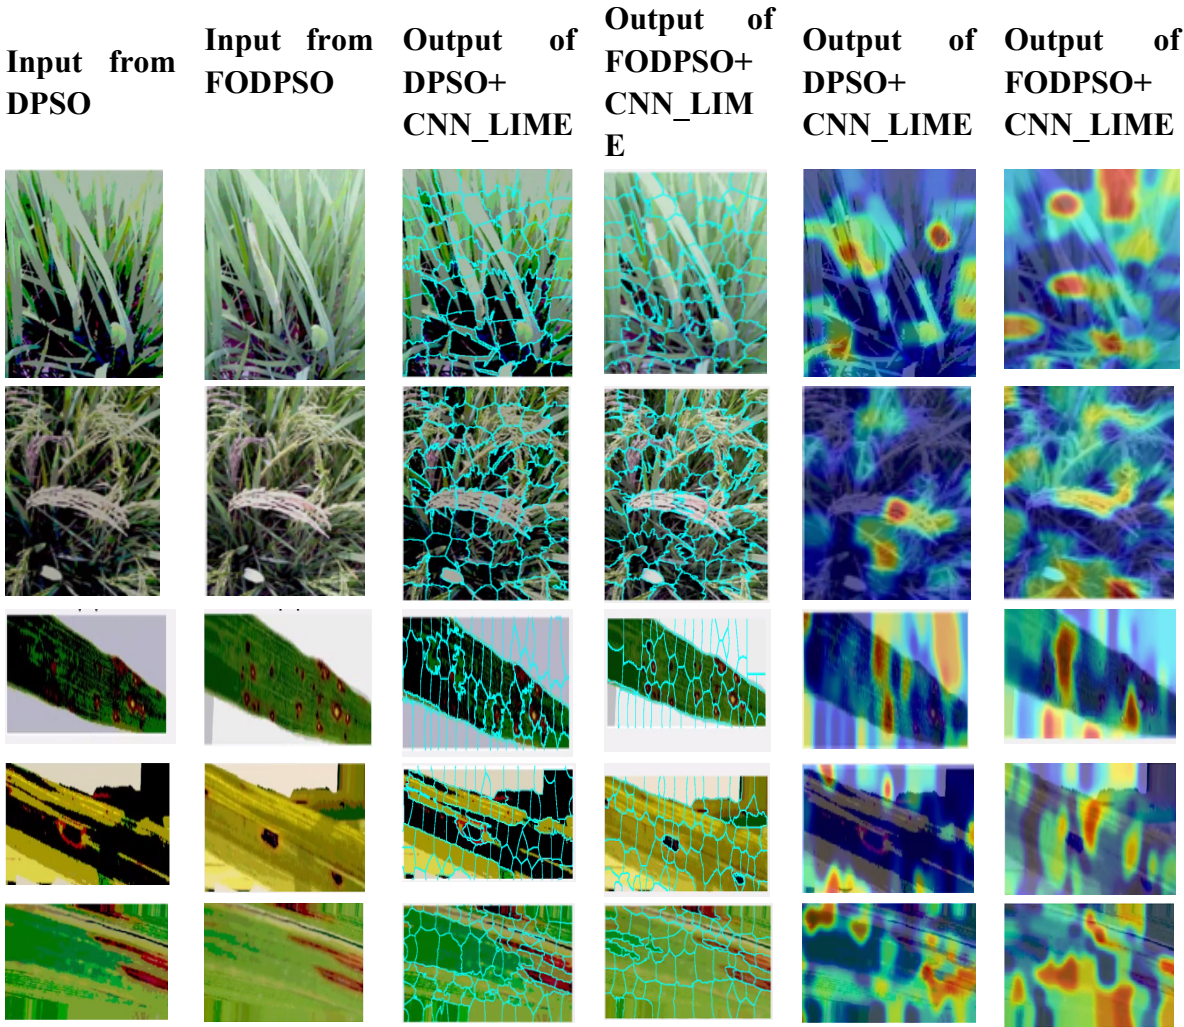 Input from
DPSO
Input from
FODPSO
Output of
DPSO+
CNN_LIME
Output of
FODPSO+
CNN_LIM
E
Output of
DPSO+
CNN_LIME
Output of
FODPSO+
CNN_LIME